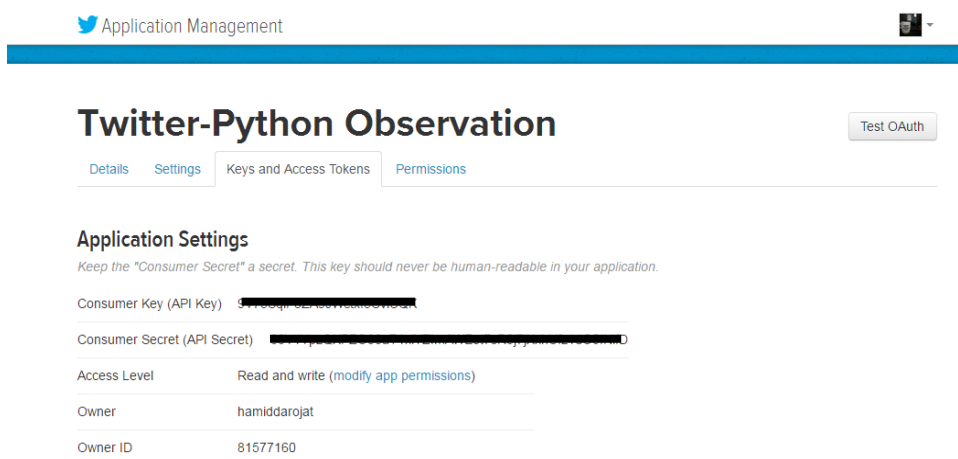 Application Management
Twitter-Python Observation
Test OAuth
Details Settings Keys and Access Tokens Permissions
Application Settings
Keep the "Consumer Secret" a secret. This key should never be human-readable in your application.
Consumer Key (API Key)
Consumer Secret (API Secret)
Access Level Read and write (modify app permissions)
Owner hamiddarojat
Owner ID 81577160